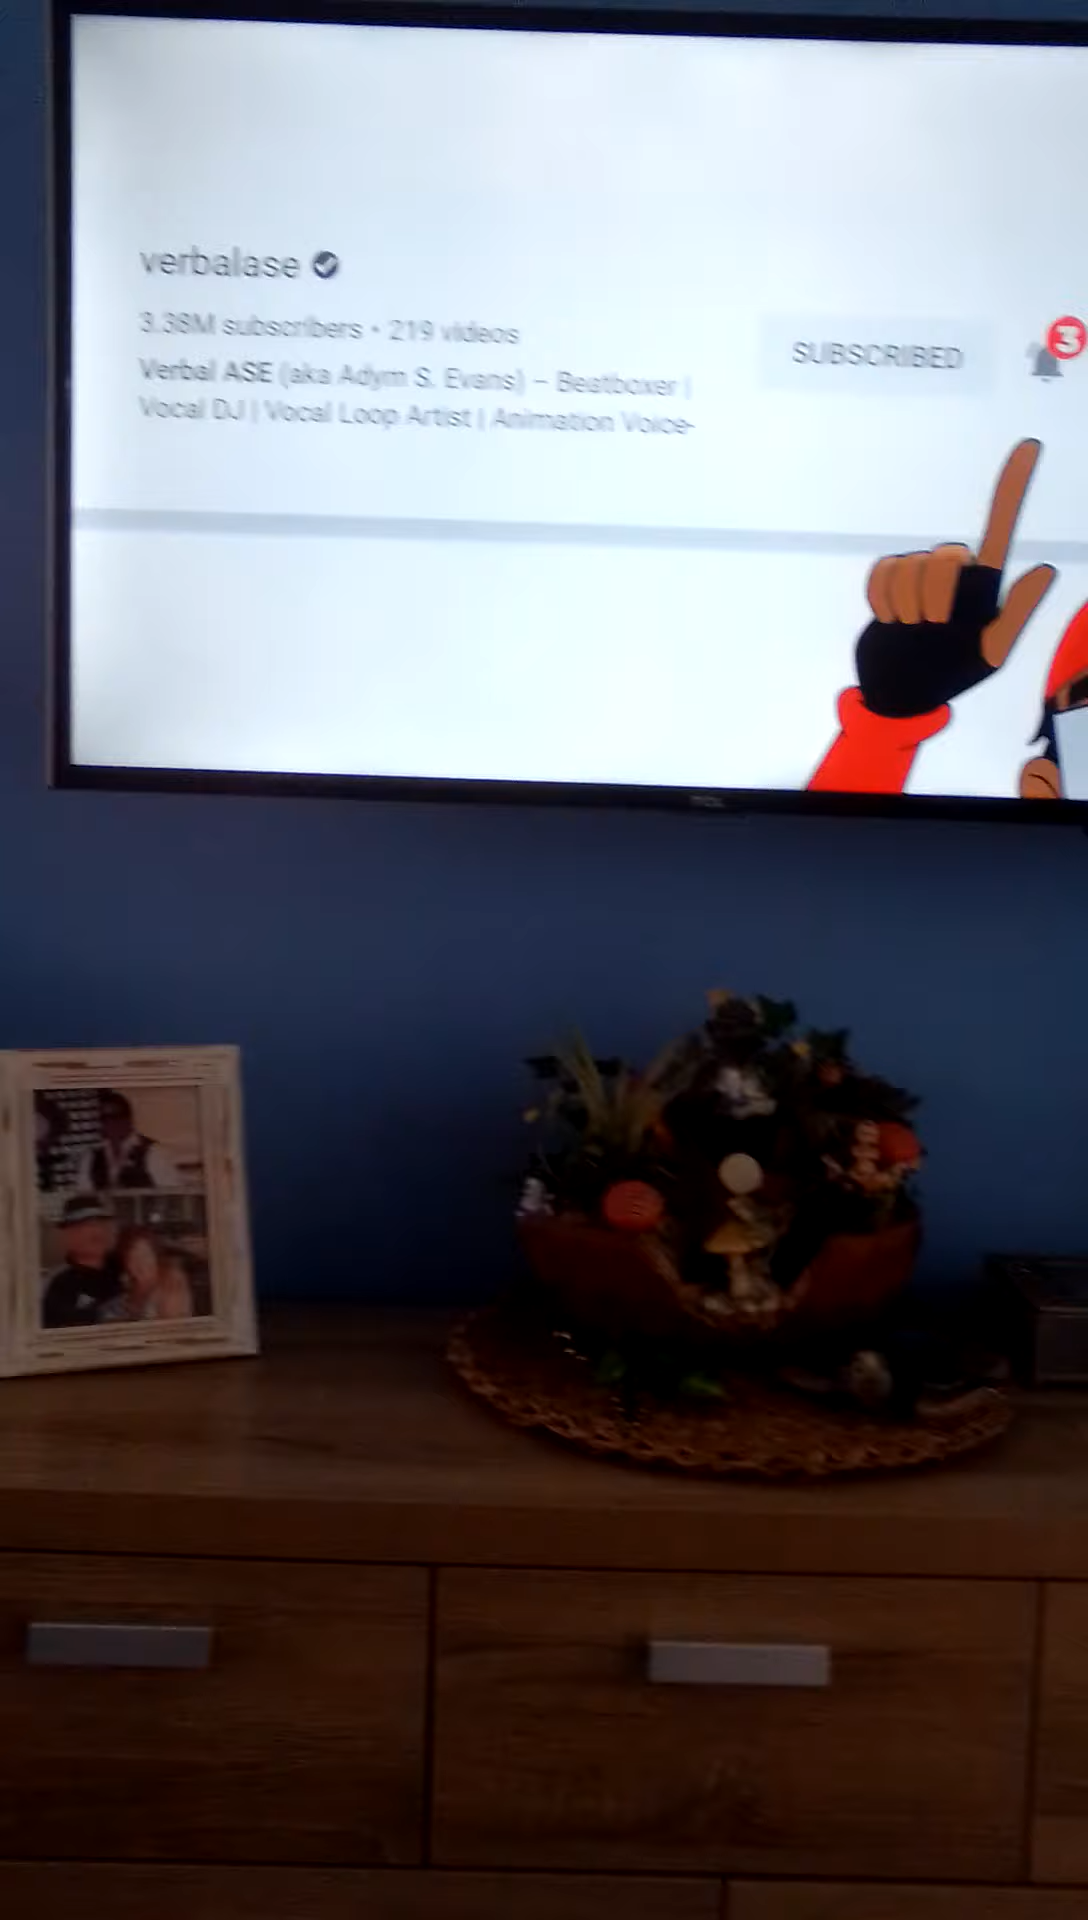 verbalase
3.38M subscribers • 219 videos
SUBSCRIBED
3
Verbal ASE (aka Adym S. Evans) – Beatboxer |
Vocal DJ | Vocal Loop Artist | Animation Voice-
TCL